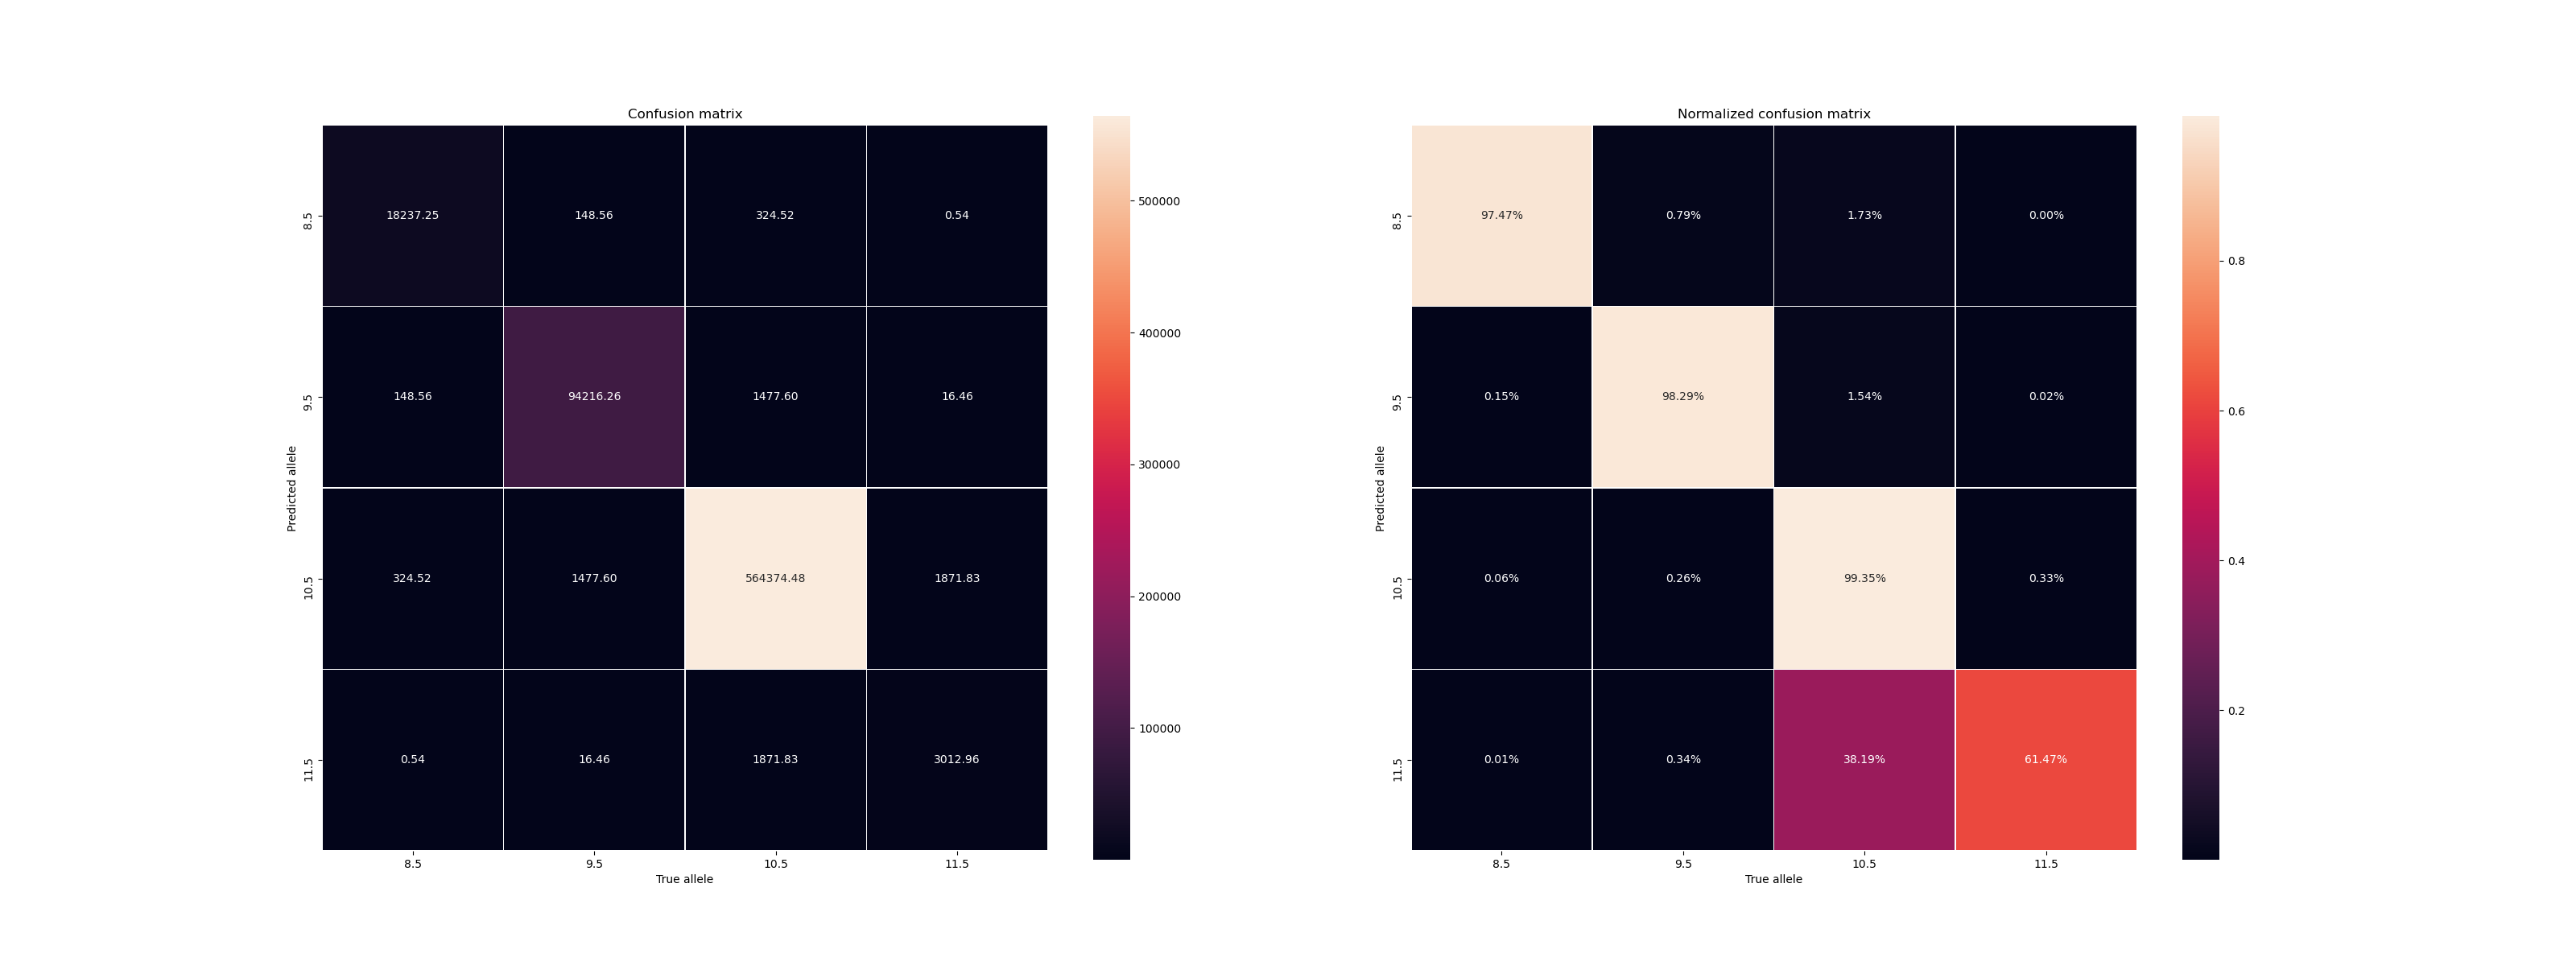 Confusion matrix
8.5 18237.25 148.56 324.52 0.54
9.5 148.56 94216.26 1477.60 16.46
10.5 324.52 1477.60 564374.48 1871.83
11.5 0.54 16.46 1871.83 3012.96
8.5 9.5 10.5 11.5
True allele
Predicted allele
500000
400000
300000
200000
100000
Normalized confusion matrix
8.5 97.47% 0.79% 1.73% 0.00%
9.5 0.15% 98.29% 1.54% 0.02%
10.5 0.06% 0.26% 99.35% 0.33%
11.5 0.01% 0.34% 38.19% 61.47%
8.5 9.5 10.5 11.5
True allele
Predicted allele
0.8
0.6
0.4
0.2